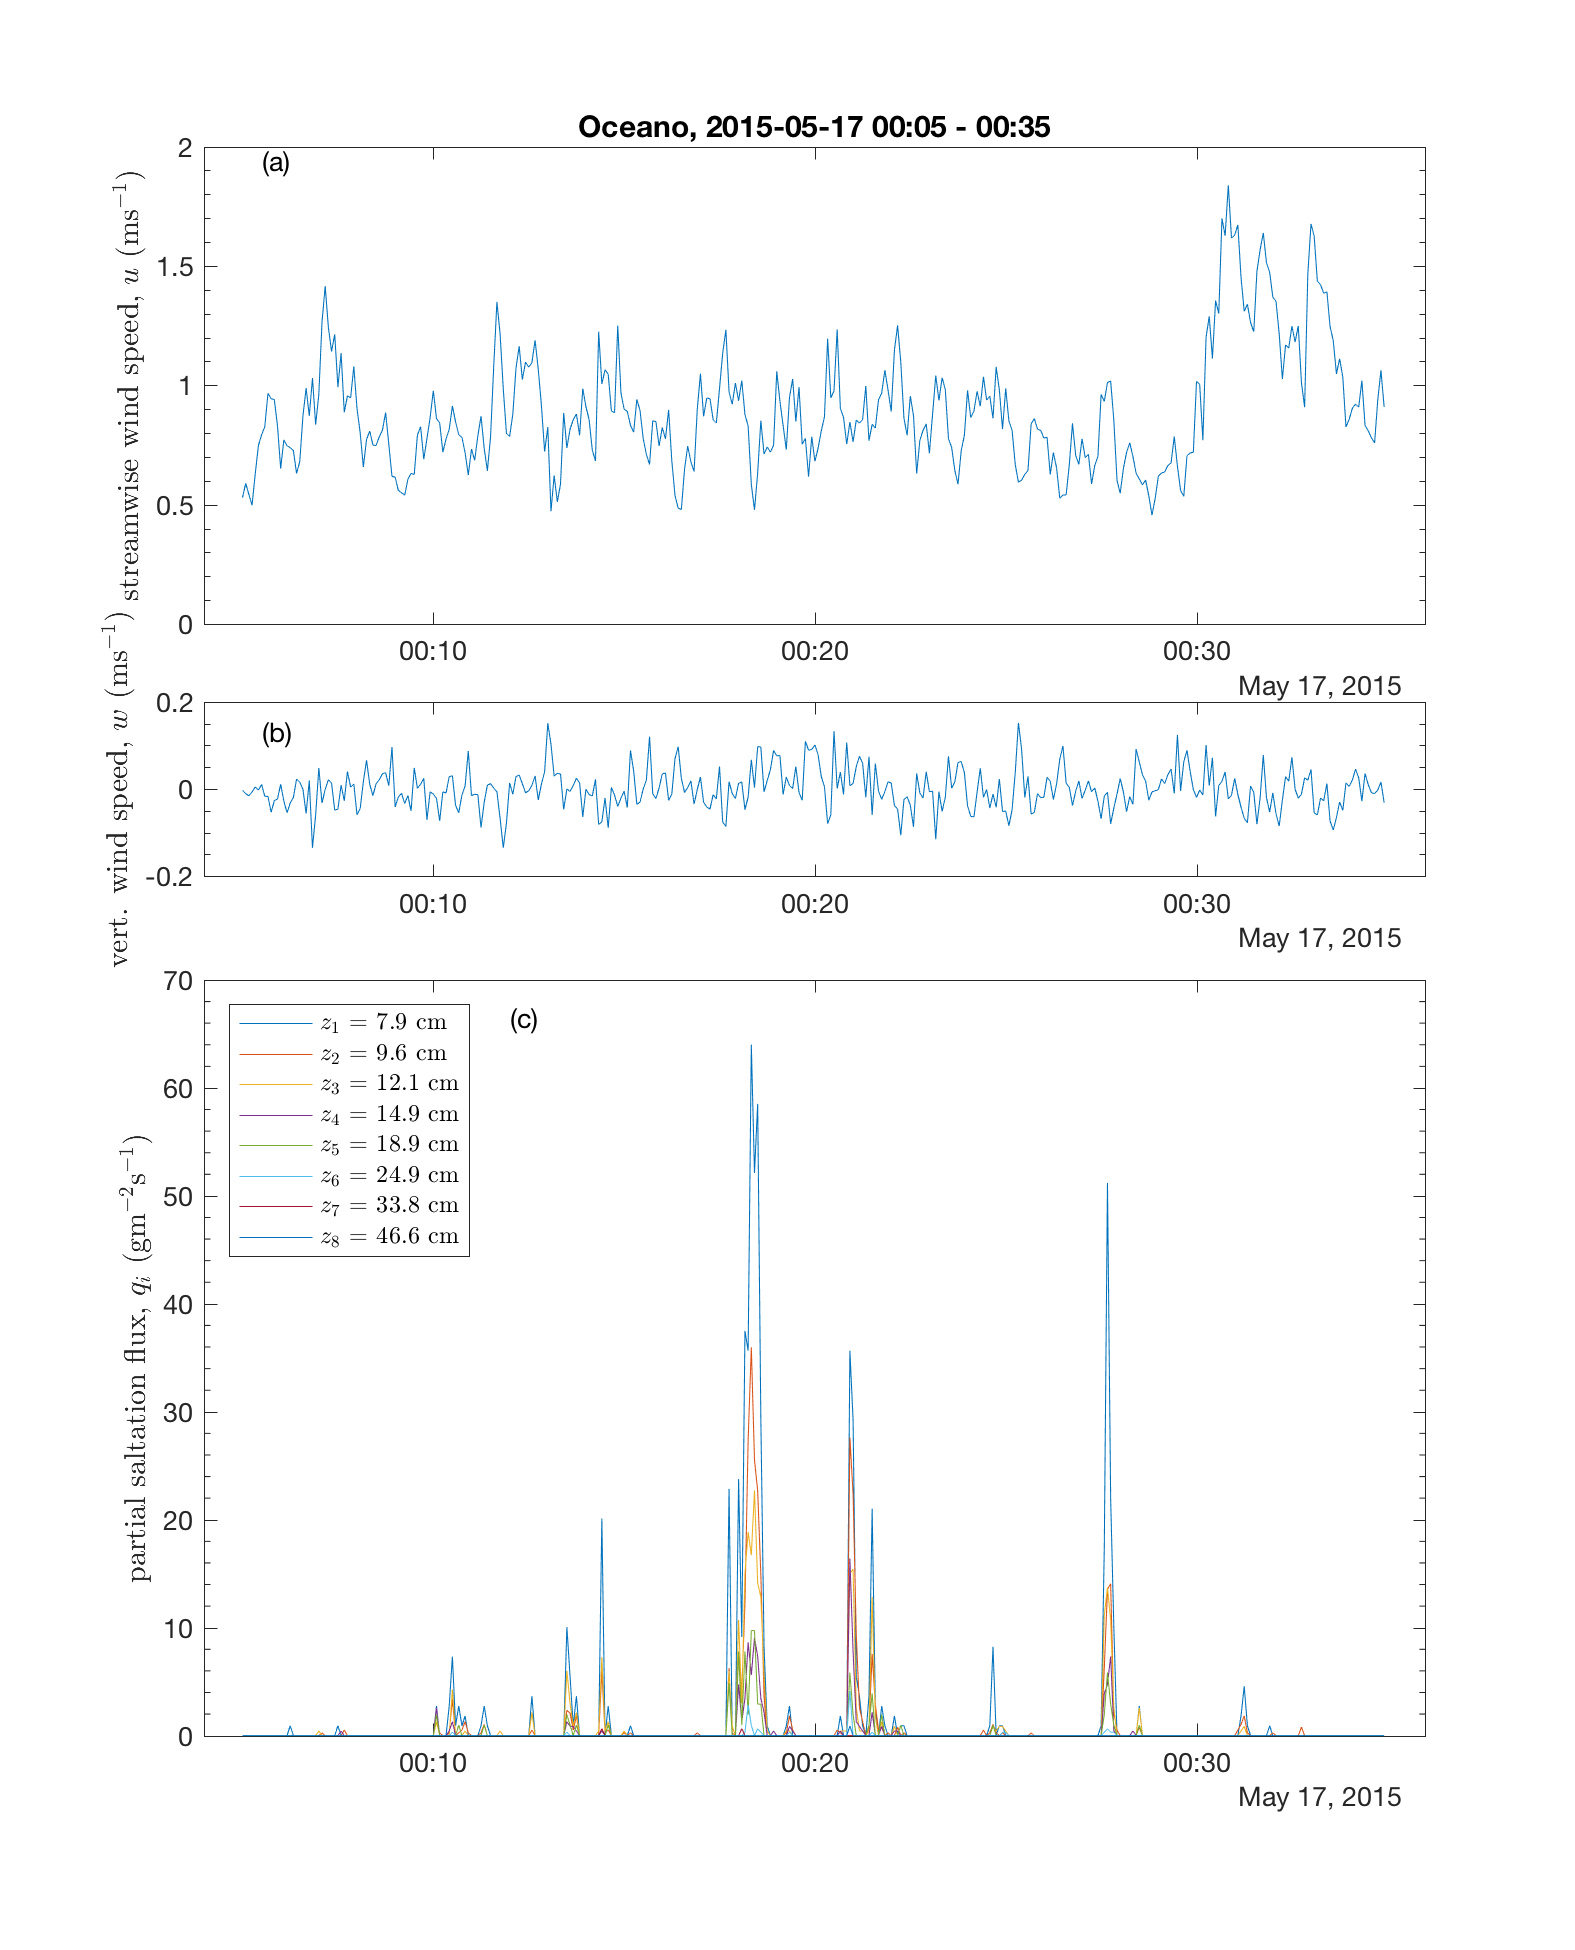 Oceano, 2015-05-17 00:05 - 00:35
(a)
streamwise wind speed, u (ms⁻¹)
2
1.5
1
0.5
0
00:10 00:20 00:30
May 17, 2015
(b)
vert. wind speed, w (ms⁻¹)
0.2
0
-0.2
00:10 00:20 00:30
May 17, 2015
(c)
partial saltation flux, qᵢ (gm⁻²s⁻¹)
70
60
50
40
30
20
10
0
z₁ = 7.9 cm
z₂ = 9.6 cm
z₃ = 12.1 cm
z₄ = 14.9 cm
z₅ = 18.9 cm
z₆ = 24.9 cm
z₇ = 33.8 cm
z₈ = 46.6 cm
00:10 00:20 00:30
May 17, 2015